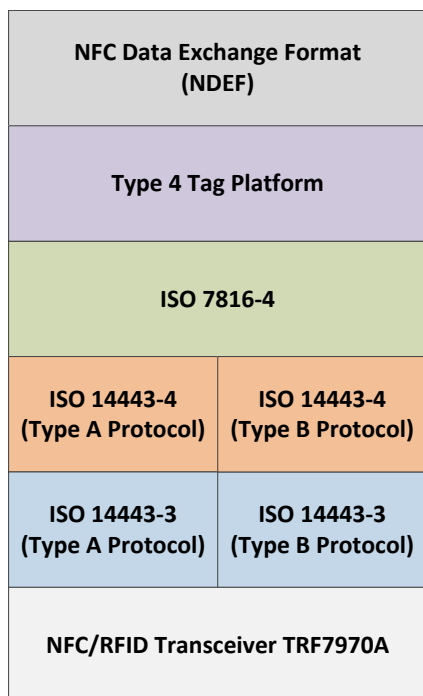 NFC Data Exchange Format
(NDEF)
Type 4 Tag Platform
ISO 7816-4
ISO 14443-4
(Type A Protocol)
ISO 14443-4
(Type B Protocol)
ISO 14443-3
(Type A Protocol)
ISO 14443-3
(Type B Protocol)
NFC/RFID Transceiver TRF7970A